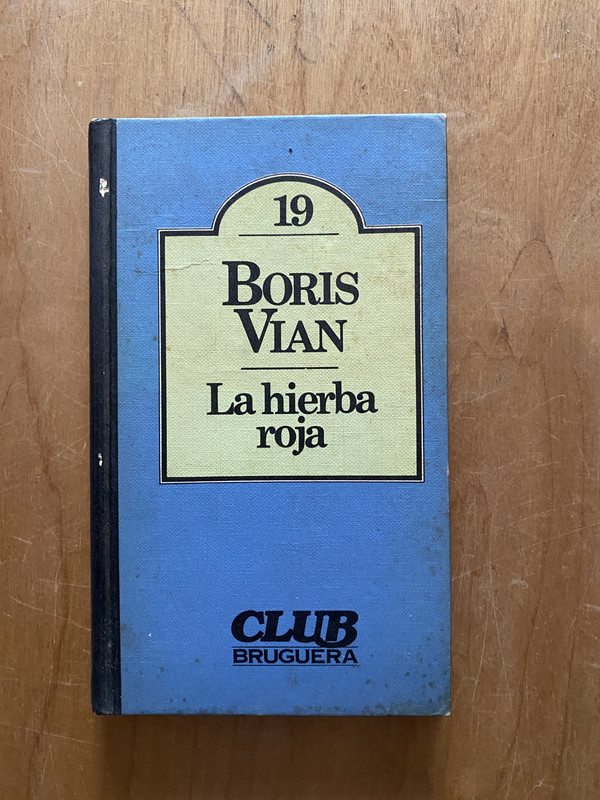 19
BORIS
VIAN
La hierba
roja
CLUB
BRUGUERA